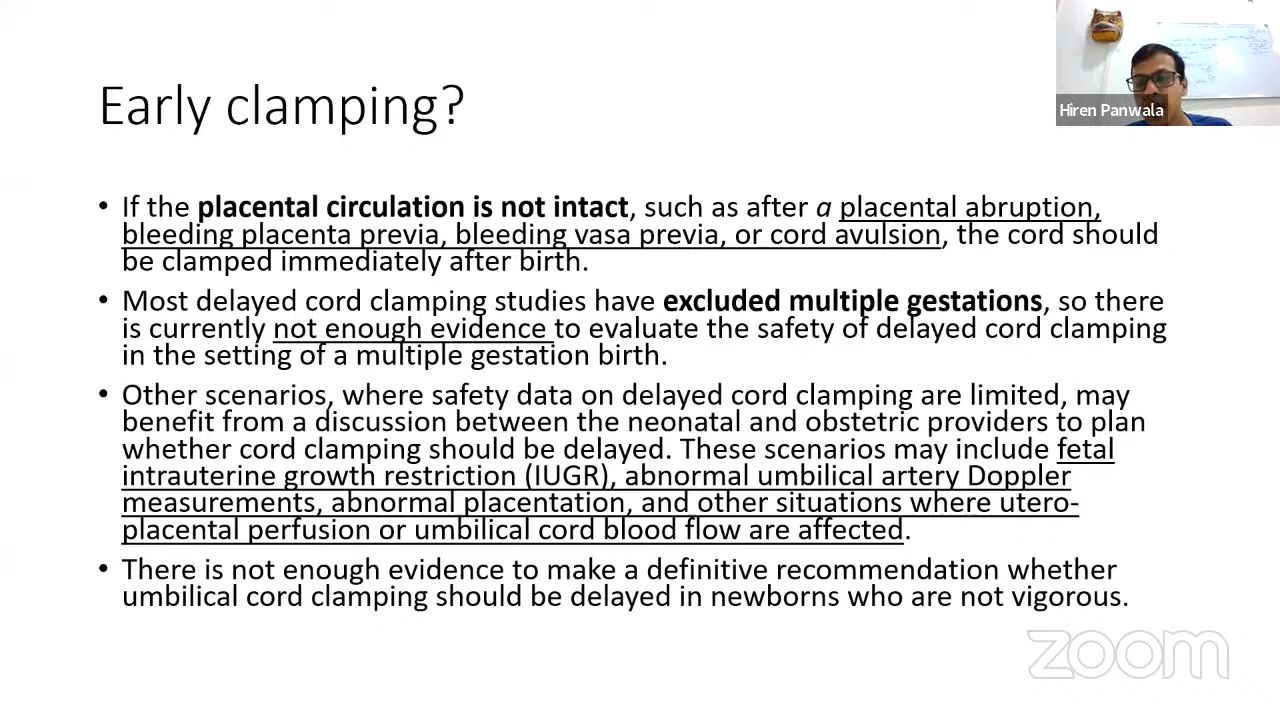 Early clamping?
Hiren Panwala
• If the placental circulation is not intact, such as after a placental abruption,
bleeding placenta previa, bleeding vasa previa, or cord avulsion, the cord should
be clamped immediately after birth.
• Most delayed cord clamping studies have excluded multiple gestations, so there
is currently not enough evidence to evaluate the safety of delayed cord clamping
in the setting of a multiple gestation birth.
• Other scenarios, where safety data on delayed cord clamping are limited, may
benefit from a discussion between the neonatal and obstetric providers to plan
whether cord clamping should be delayed. These scenarios may include fetal
intrauterine growth restriction (IUGR), abnormal umbilical artery Doppler
measurements, abnormal placentation, and other situations where utero-
placental perfusion or umbilical cord blood flow are affected.
• There is not enough evidence to make a definitive recommendation whether
umbilical cord clamping should be delayed in newborns who are not vigorous.
zoom